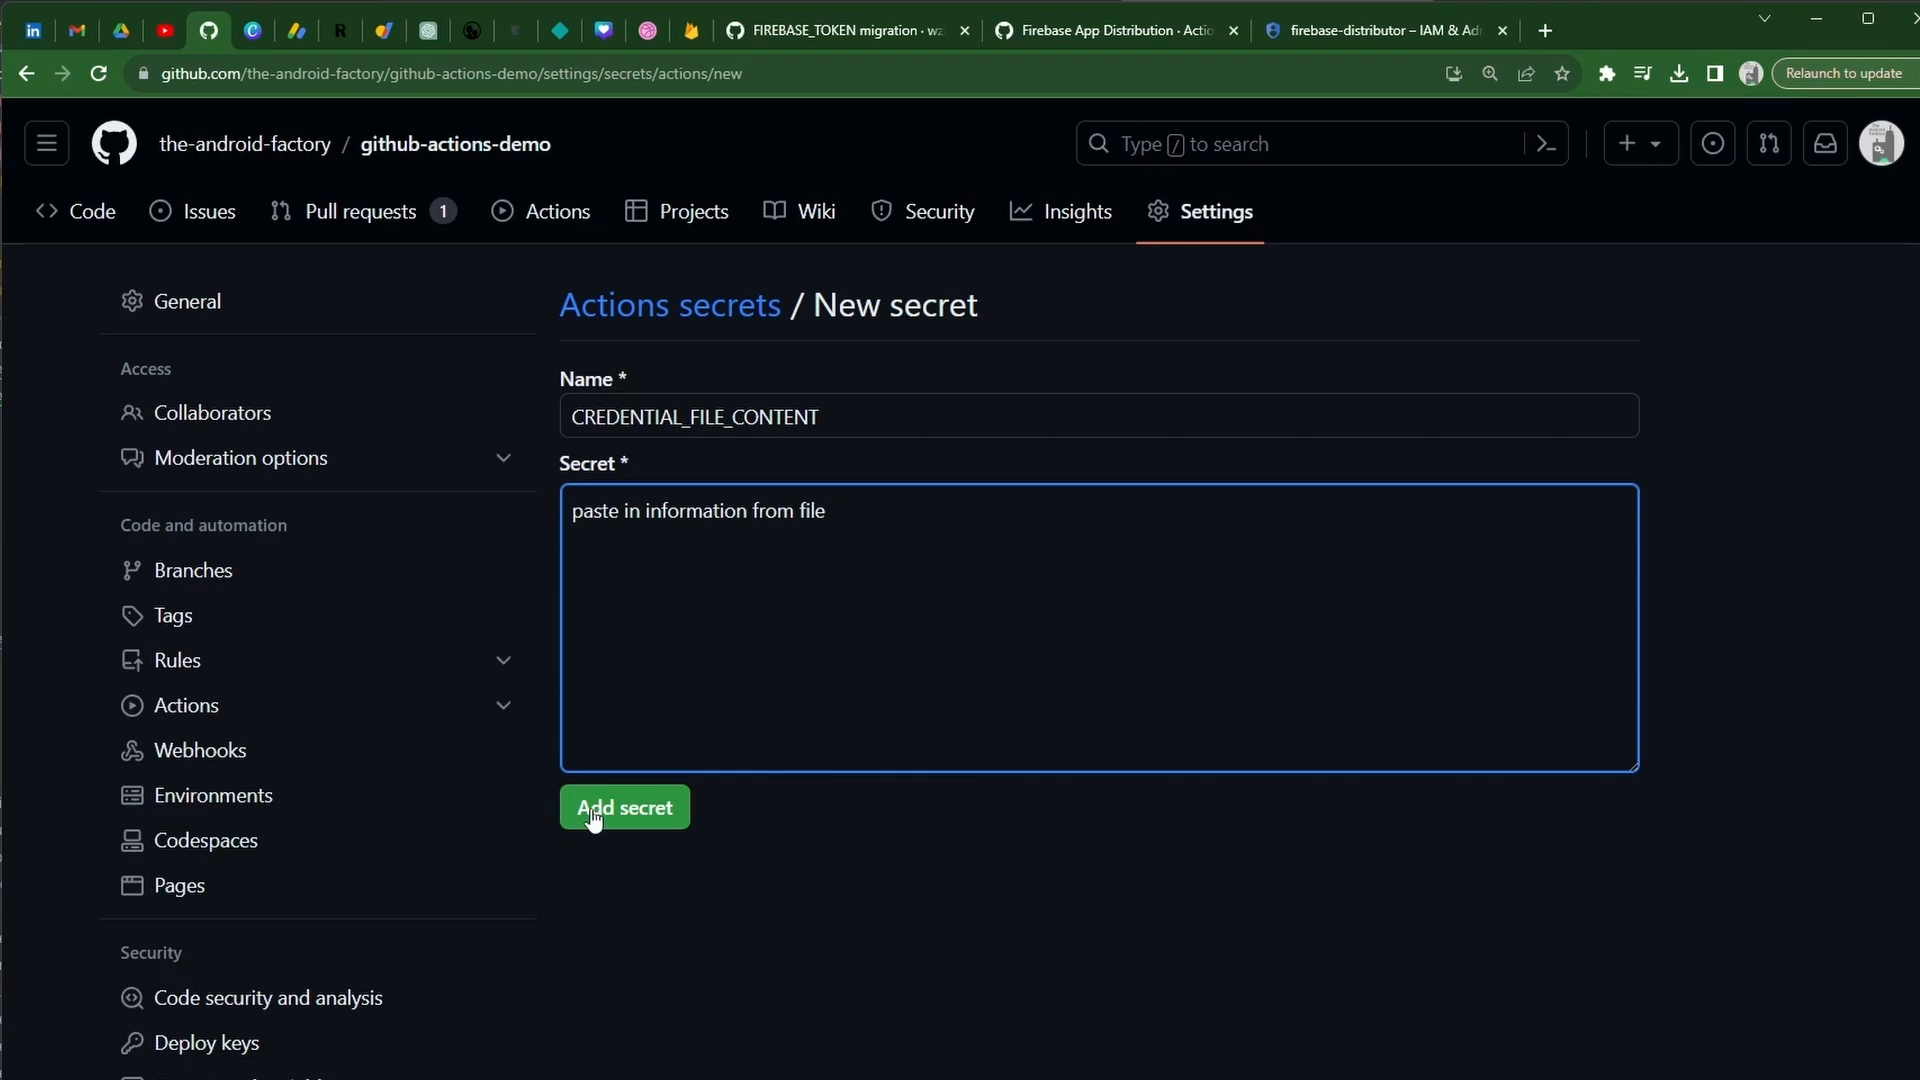 FIREBASE_TOKEN migration · wz
Firebase App Distribution · Actio
firebase-distributor – IAM & Ad
github.com/the-android-factory/github-actions-demo/settings/secrets/actions/new
Relaunch to update
the-android-factory / github-actions-demo
Type / to search
Code
Issues
Pull requests 1
Actions
Projects
Wiki
Security
Insights
Settings
General
Access
Collaborators
Moderation options
Code and automation
Branches
Tags
Rules
Actions
Webhooks
Environments
Codespaces
Pages
Security
Code security and analysis
Deploy keys
Actions secrets / New secret
Name *
CREDENTIAL_FILE_CONTENT
Secret *
paste in information from file
Add secret